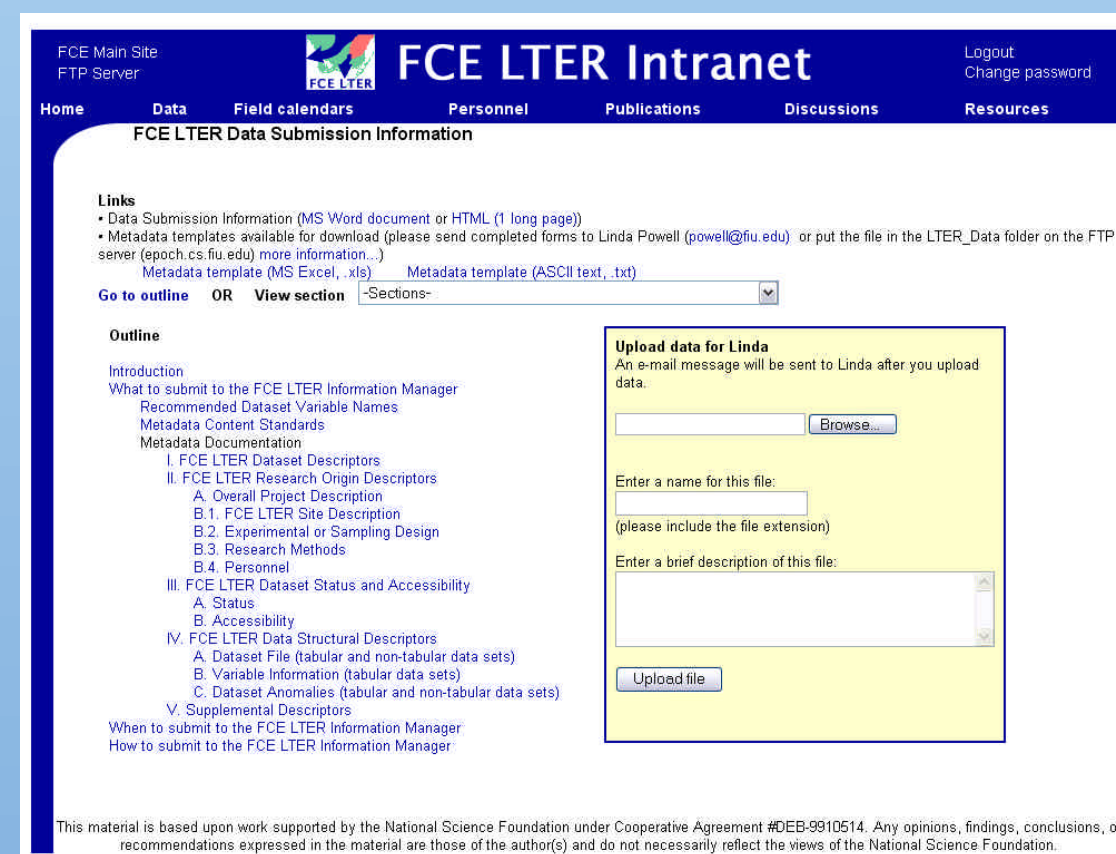 FCE Main Site
FTP Server
FCE LTER
FCE LTER Intranet
Logout
Change password
Home Data Field calendars Personnel Publications Discussions Resources
FCE LTER Data Submission Information
Links
• Data Submission Information (MS Word document or HTML (1 long page))
• Metadata templates available for download (please send completed forms to Linda Powell (powell@fiu.edu) or put the file in the LTER_Data folder on the FTP
server (epoch.cs.fiu.edu) more information...)
Metadata template (MS Excel, .xls) Metadata template (ASCII text, .txt)
Go to outline OR View section -Sections-
Outline
Introduction
What to submit to the FCE LTER Information Manager
Recommended Dataset Variable Names
Metadata Content Standards
Metadata Documentation
I. FCE LTER Dataset Descriptors
II. FCE LTER Research Origin Descriptors
A. Overall Project Description
B.1. FCE LTER Site Description
B.2. Experimental or Sampling Design
B.3. Research Methods
B.4. Personnel
III. FCE LTER Dataset Status and Accessibility
A. Status
B. Accessibility
IV. FCE LTER Data Structural Descriptors
A. Dataset File (tabular and non-tabular data sets)
B. Variable Information (tabular data sets)
C. Dataset Anomalies (tabular and non-tabular data sets)
V. Supplemental Descriptors
When to submit to the FCE LTER Information Manager
How to submit to the FCE LTER Information Manager
Upload data for Linda
An e-mail message will be sent to Linda after you upload
data.
Browse...
Enter a name for this file:
(please include the file extension)
Enter a brief description of this file:
Upload file
This material is based upon work supported by the National Science Foundation under Cooperative Agreement #DEB-9910514. Any opinions, findings, conclusions, o
recommendations expressed in the material are those of the author(s) and do not necessarily reflect the views of the National Science Foundation.